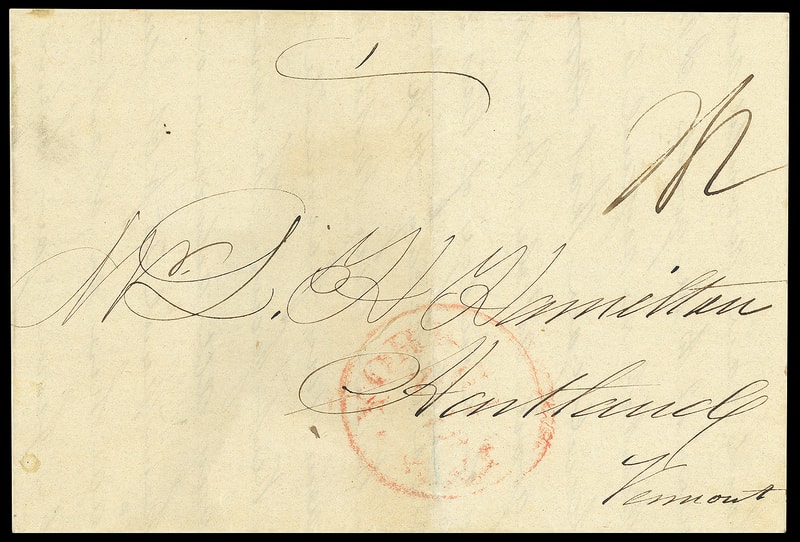 Mr. L. H Hamilton
Hartland
Vermont